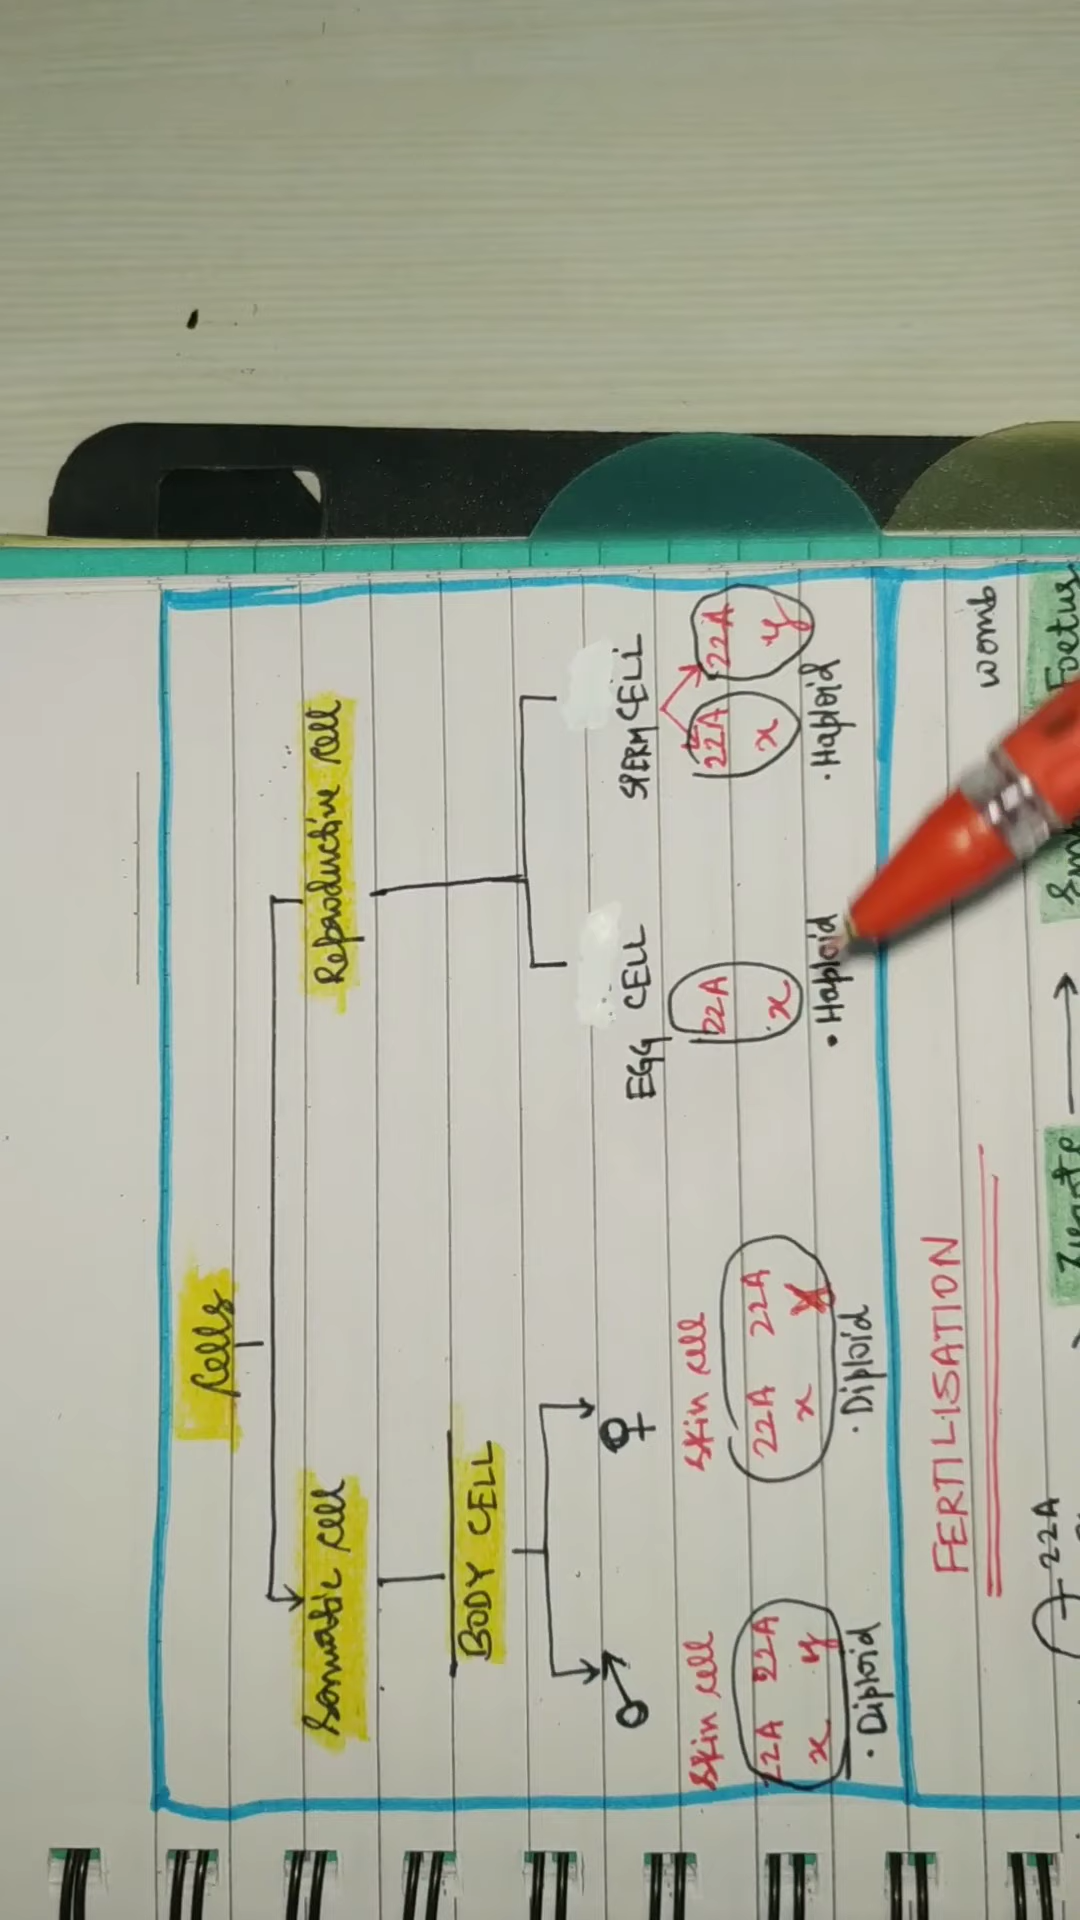 Cells
Somatic cell
Reproductive cell
BODY CELL
EGG CELL
SPERM CELL
Skin cell
22A 22A
x y
• Diploid
Skin cell
22A 22A
x X
• Diploid
22A
x
• Haploid
22A
x
22A
y
• Haploid
FERTILISATION
womb
22A
Zygote
Foetus